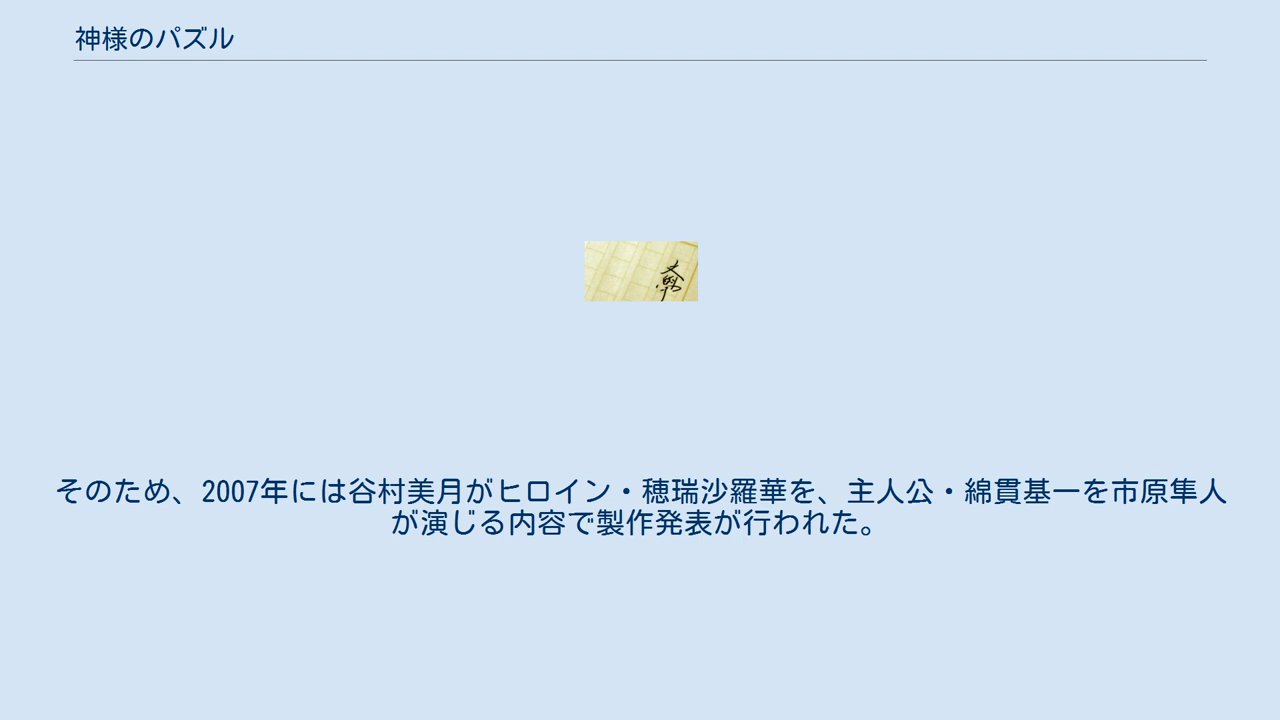 神様のパズル
そのため、2007年には谷村美月がヒロイン・穂瑞沙羅華を、主人公・綿貫基一を市原隼人
が演じる内容で製作発表が行われた。